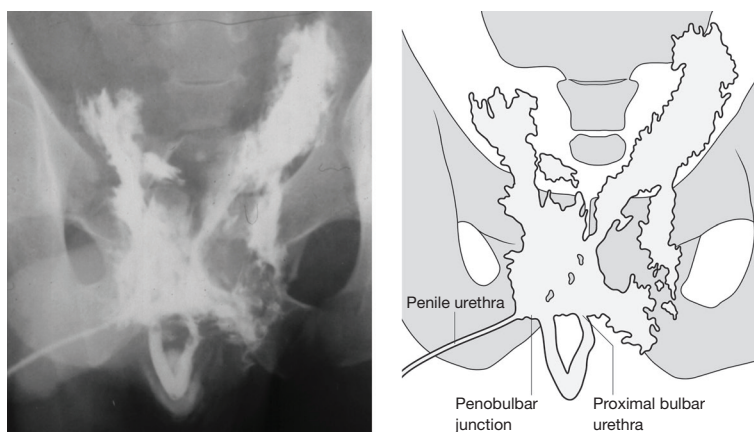 Penile urethra
Penobulbar
junction
Proximal bulbar
urethra